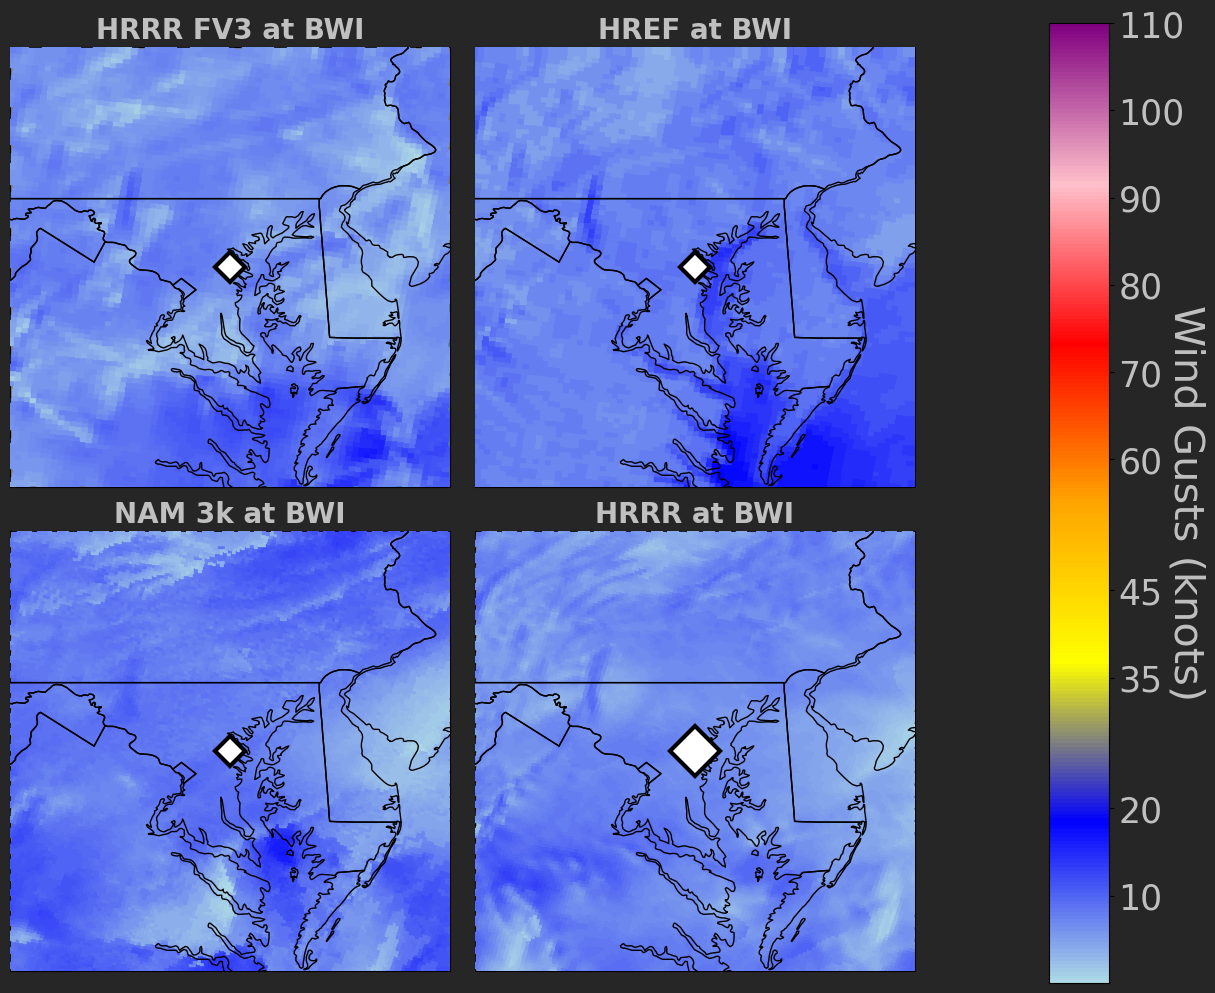 HRRR FV3 at BWI
HREF at BWI
NAM 3k at BWI
HRRR at BWI
110
100
90
80
70
60
45
35
20
10
Wind Gusts (knots)